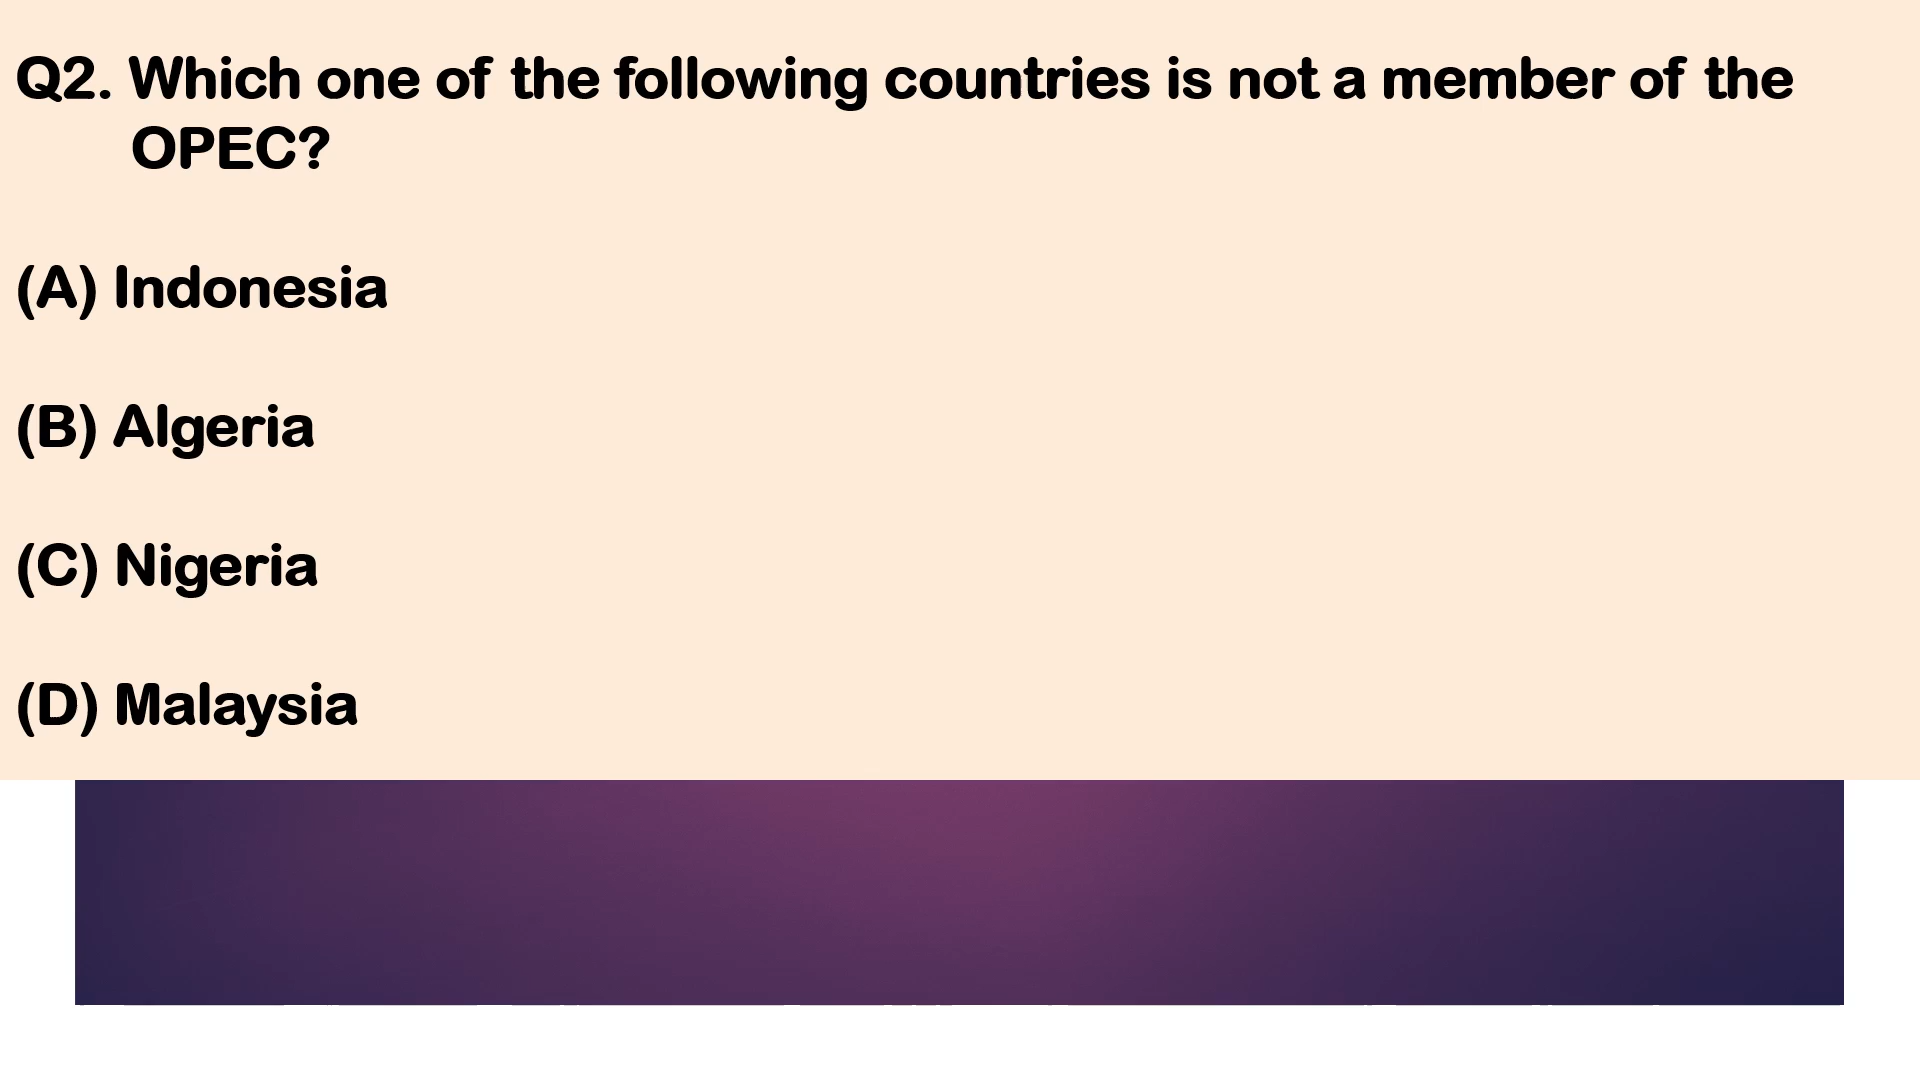 Q2. Which one of the following countries is not a member of the
OPEC?
(A) Indonesia
(B) Algeria
(C) Nigeria
(D) Malaysia